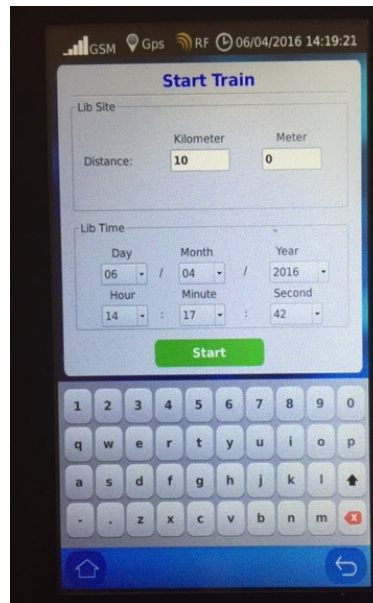 GSM Gps RF 06/04/2016 14:19:21
Start Train
Lib Site
Kilometer Meter
Distance: 10 0
Lib Time
Day Month Year
06 / 04 / 2016
Hour Minute Second
14 : 17 : 42
Start
1 2 3 4 5 6 7 8 9 0
q w e r t y u i o p
a s d f g h j k l
- . z x c v b n m x